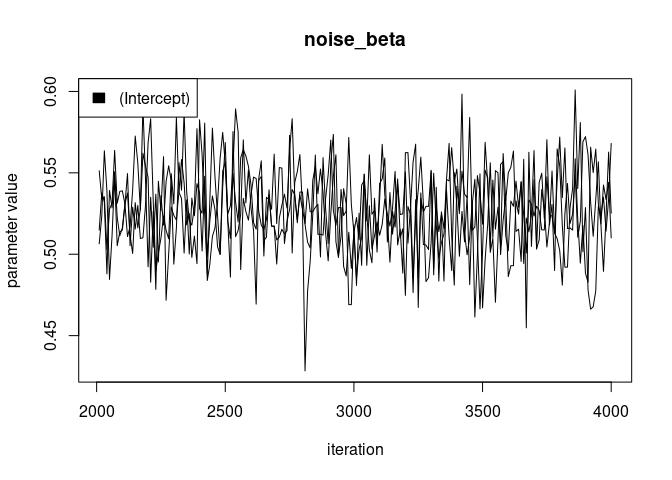 noise_beta
(Intercept)
parameter value
0.60
0.55
0.50
0.45
2000 2500 3000 3500 4000
iteration